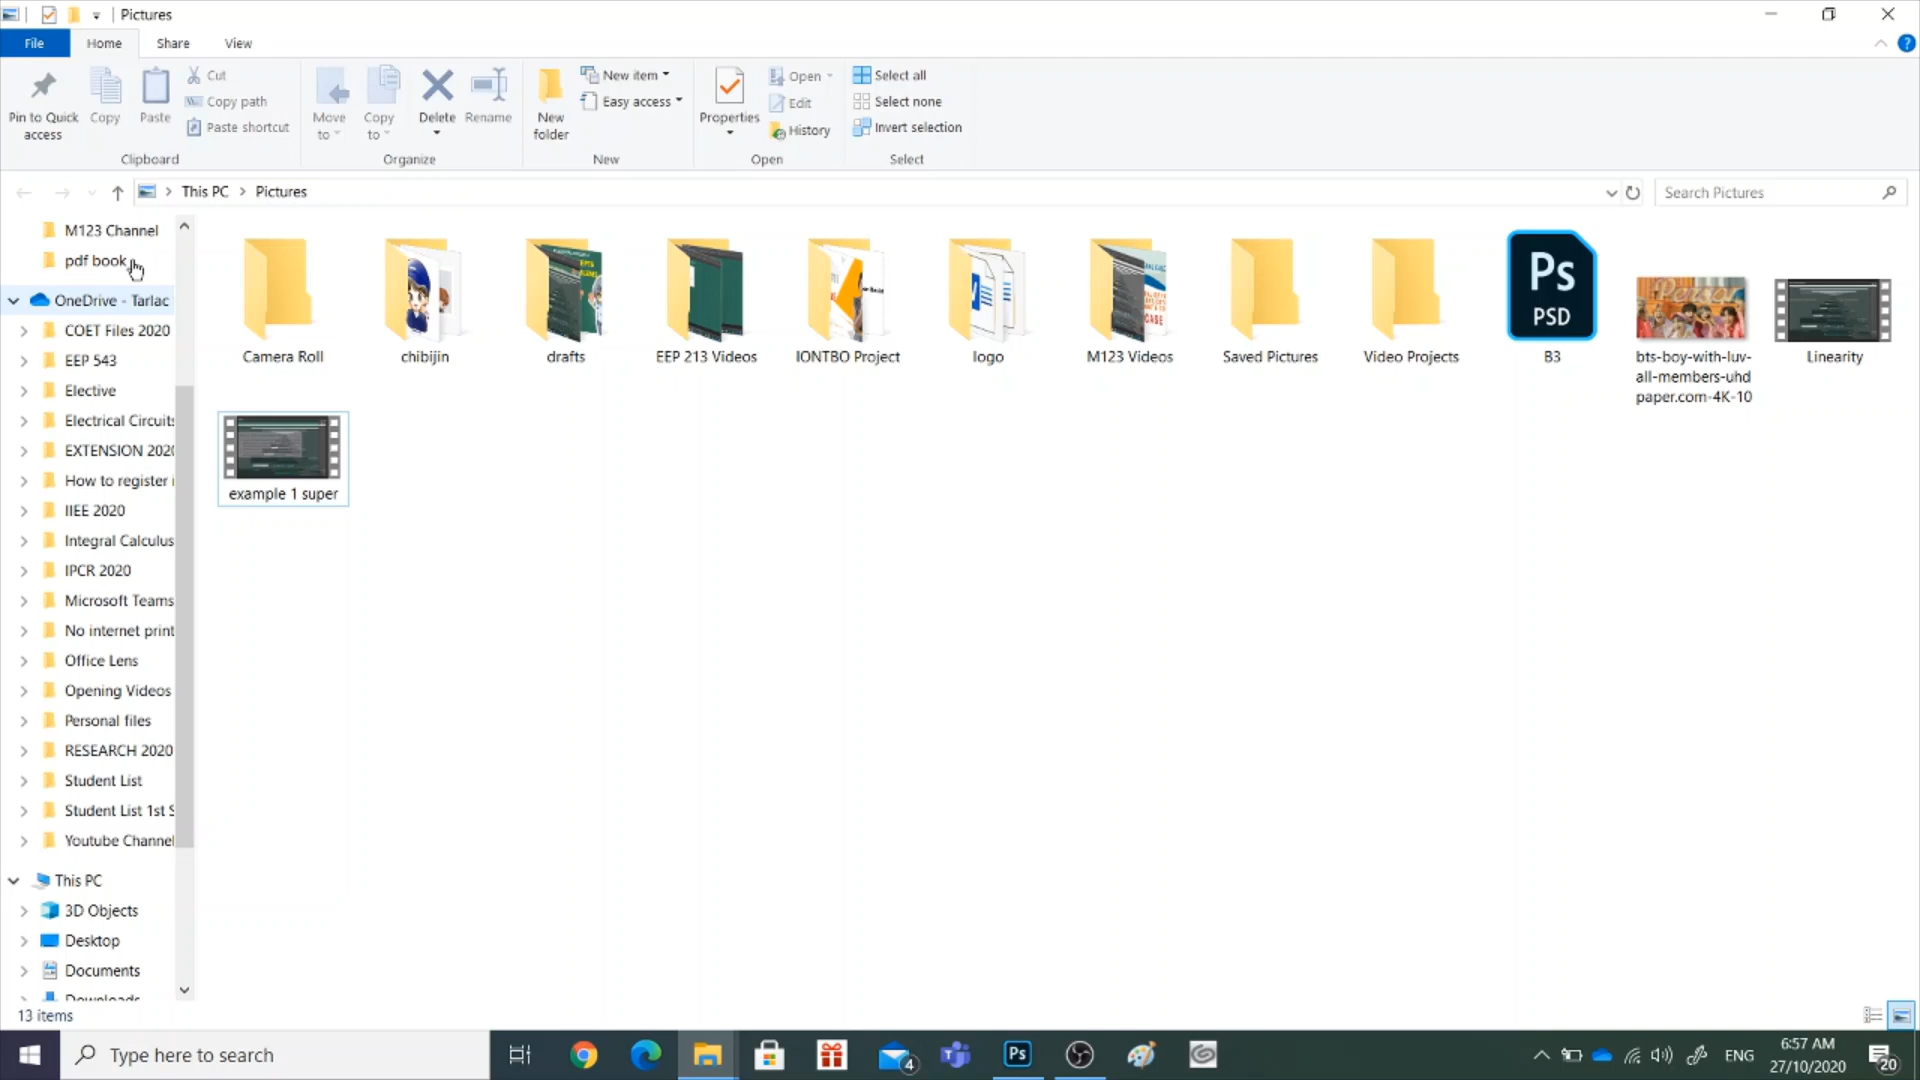 Pictures
File Home Share View
Pin to Quick access
Copy
Paste
Cut
Copy path
Paste shortcut
Clipboard
Move to
Copy to
Delete
Rename
Organize
New folder
New item
Easy access
New
Properties
Open
Edit
History
Open
Select all
Select none
Invert selection
Select
This PC > Pictures
Search Pictures
M123 Channel
pdf book
OneDrive - Tarlac
COET Files 2020
EEP 543
Elective
Electrical Circuits
EXTENSION 2020
How to register
IIEE 2020
Integral Calculus
IPCR 2020
Microsoft Teams
No internet print
Office Lens
Opening Videos
Personal files
RESEARCH 2020
Student List
Student List 1st S
Youtube Channel
This PC
3D Objects
Desktop
Documents
Downloads
Camera Roll
chibijin
drafts
EEP 213 Videos
IONTBO Project
logo
M123 Videos
Saved Pictures
Video Projects
Ps
PSD
B3
bts-boy-with-luv-
all-members-uhd
paper.com-4K-10
Linearity
example 1 super
13 items
Type here to search
4
Ps
ENG
6:57 AM
27/10/2020
20